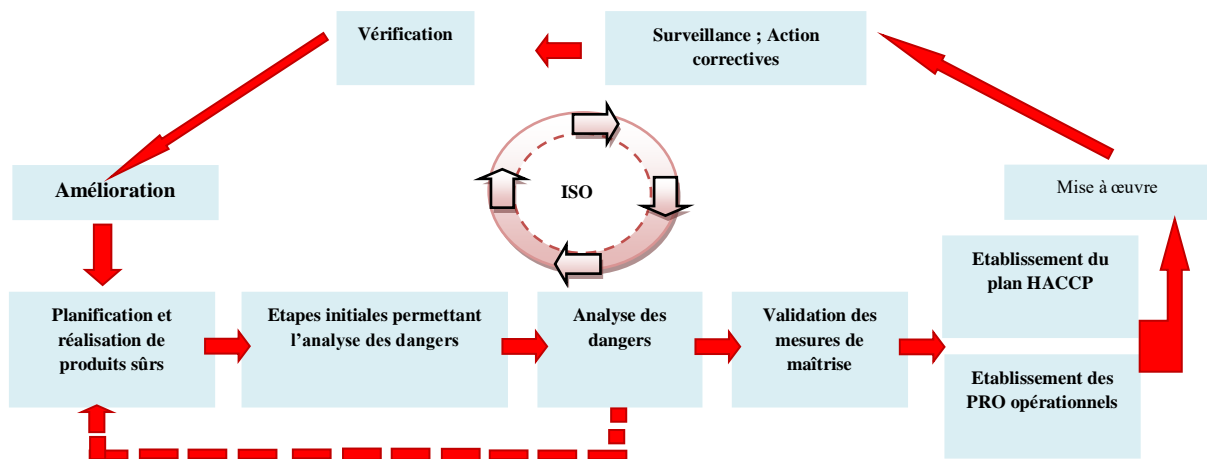 Vérification
Surveillance ; Action
correctives
Amélioration
ISO
Mise à œuvre
Planification et
réalisation de
produits sûrs
Etapes initiales permettant
l'analyse des dangers
Analyse des
dangers
Validation des
mesures de
maîtrise
Etablissement du
plan HACCP
Etablissement des
PRO opérationnels